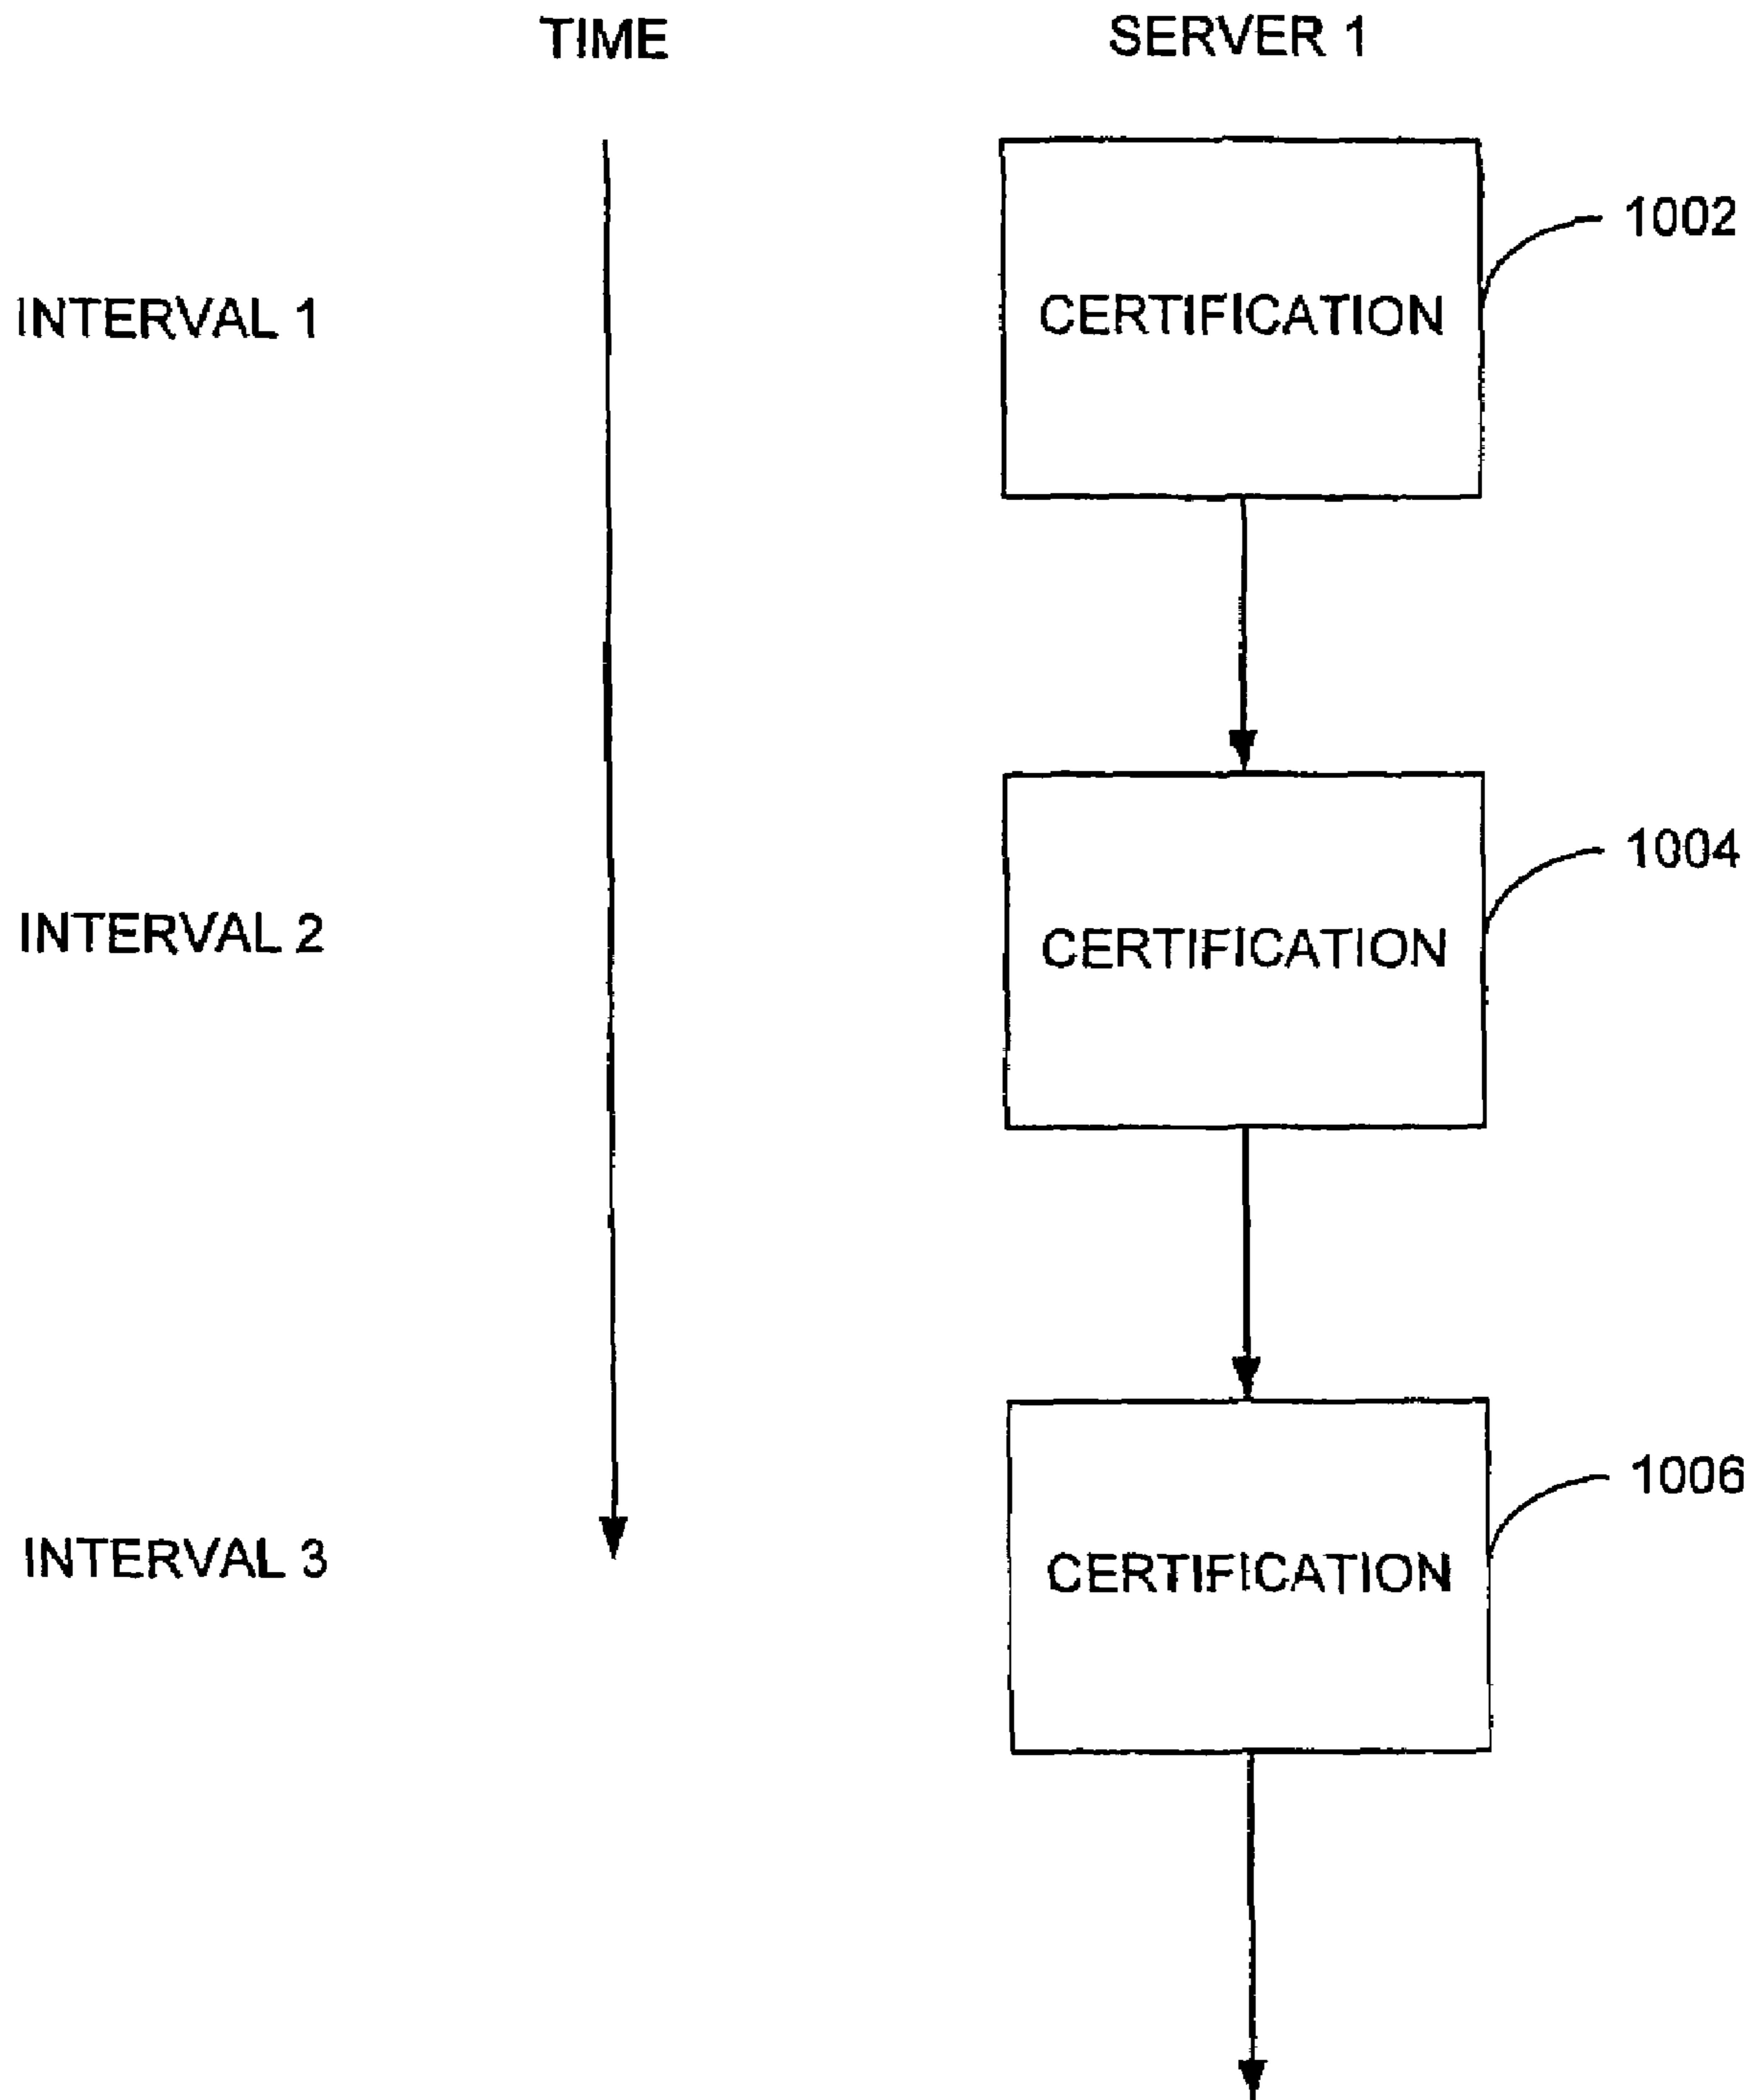 TIME
SERVER 1
1002
INTERVAL 1
CERTIFICATION
1004
INTERVAL 2
CERTIFICATION
1006
INTERVAL 3
CERTIFICATION